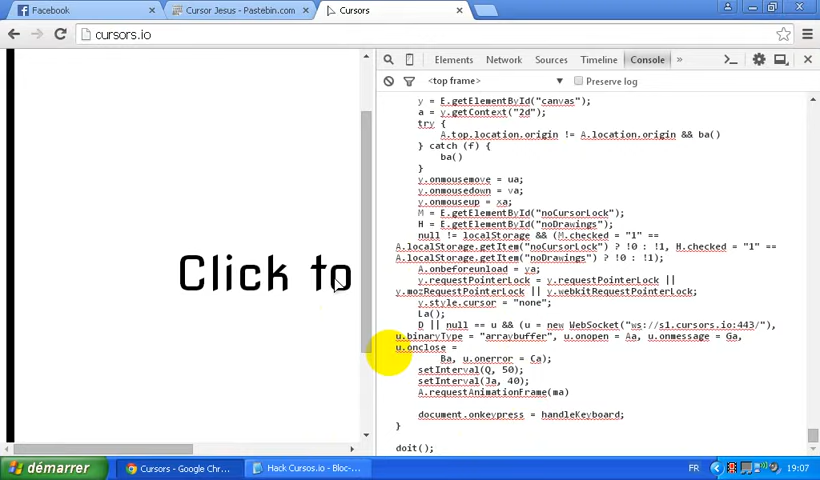 Facebook
Cursor Jesus - Pastebin.com
Cursors
cursors.io
Elements Network Sources Timeline Console »
<top frame> Preserve log
Click to
y = E.getElementById("canvas");
a = y.getContext("2d");
try {
A.top.location.origin != A.location.origin && ba()
} catch (f) {
ba()
}
y.onmousemove = ua;
y.onmousedown = va;
y.onmouseup = xa;
M = E.getElementById("noCursorLock");
H = E.getElementById("noDrawings");
null != localStorage && (M.checked = "1" ==
A.localStorage.getItem("noCursorLock") ? !0 : !1, H.checked = "1" ==
A.localStorage.getItem("noDrawings") ? !0 : !1);
A.onbeforeunload = ya;
y.requestPointerLock = y.requestPointerLock ||
y.mozRequestPointerLock || y.webkitRequestPointerLock;
y.style.cursor = "none";
La();
D || null == u && (u = new WebSocket("ws://s1.cursors.io:443/"),
u.binaryType = "arraybuffer", u.onopen = Aa, u.onmessage = Ga,
u.onclose =
Ba, u.onerror = Ca);
setInterval(Q, 50);
setInterval(Ja, 40);
A.requestAnimationFrame(ma)
document.onkeypress = handleKeyboard;
}
doit();
démarrer
Cursors - Google Chr...
Hack Cursos.io - Bloc-...
FR
19:07